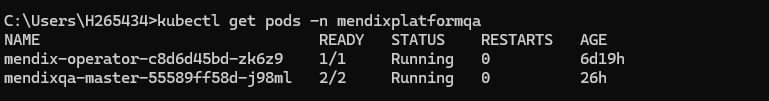 C:\Users\H265434>kubectl get pods -n mendixplatformqa
NAME                              READY   STATUS    RESTARTS   AGE
mendix-operator-c8d6d45bd-zk6z9   1/1     Running   0          6d19h
mendixqa-master-55589ff58d-j98ml   2/2     Running   0          26h